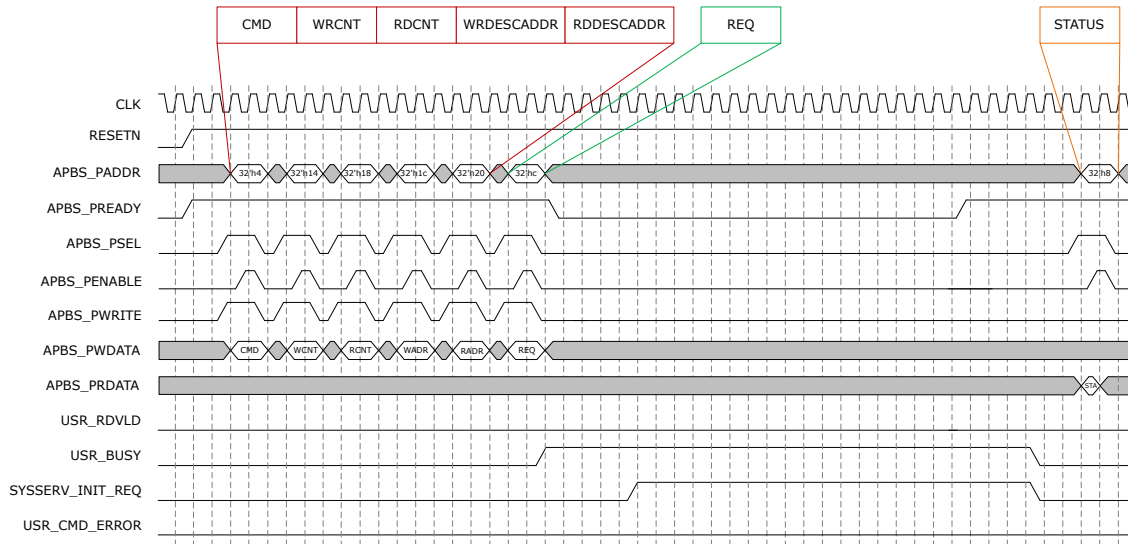 CMD WRCNT RDCNT WRDESCADDR RDDESCADDR REQ STATUS
CLK
RESETN
APBS_PADDR 32'h4 32'h14 32'h18 32'h1c 32'h20 32'hc 32'h8
APBS_PREADY
APBS_PSEL
APBS_PENABLE
APBS_PWRITE
APBS_PWDATA CMD WCNT RCNT WADR RADR REQ
APBS_PRDATA STA
USR_RDVLD
USR_BUSY
SYSSERV_INIT_REQ
USR_CMD_ERROR